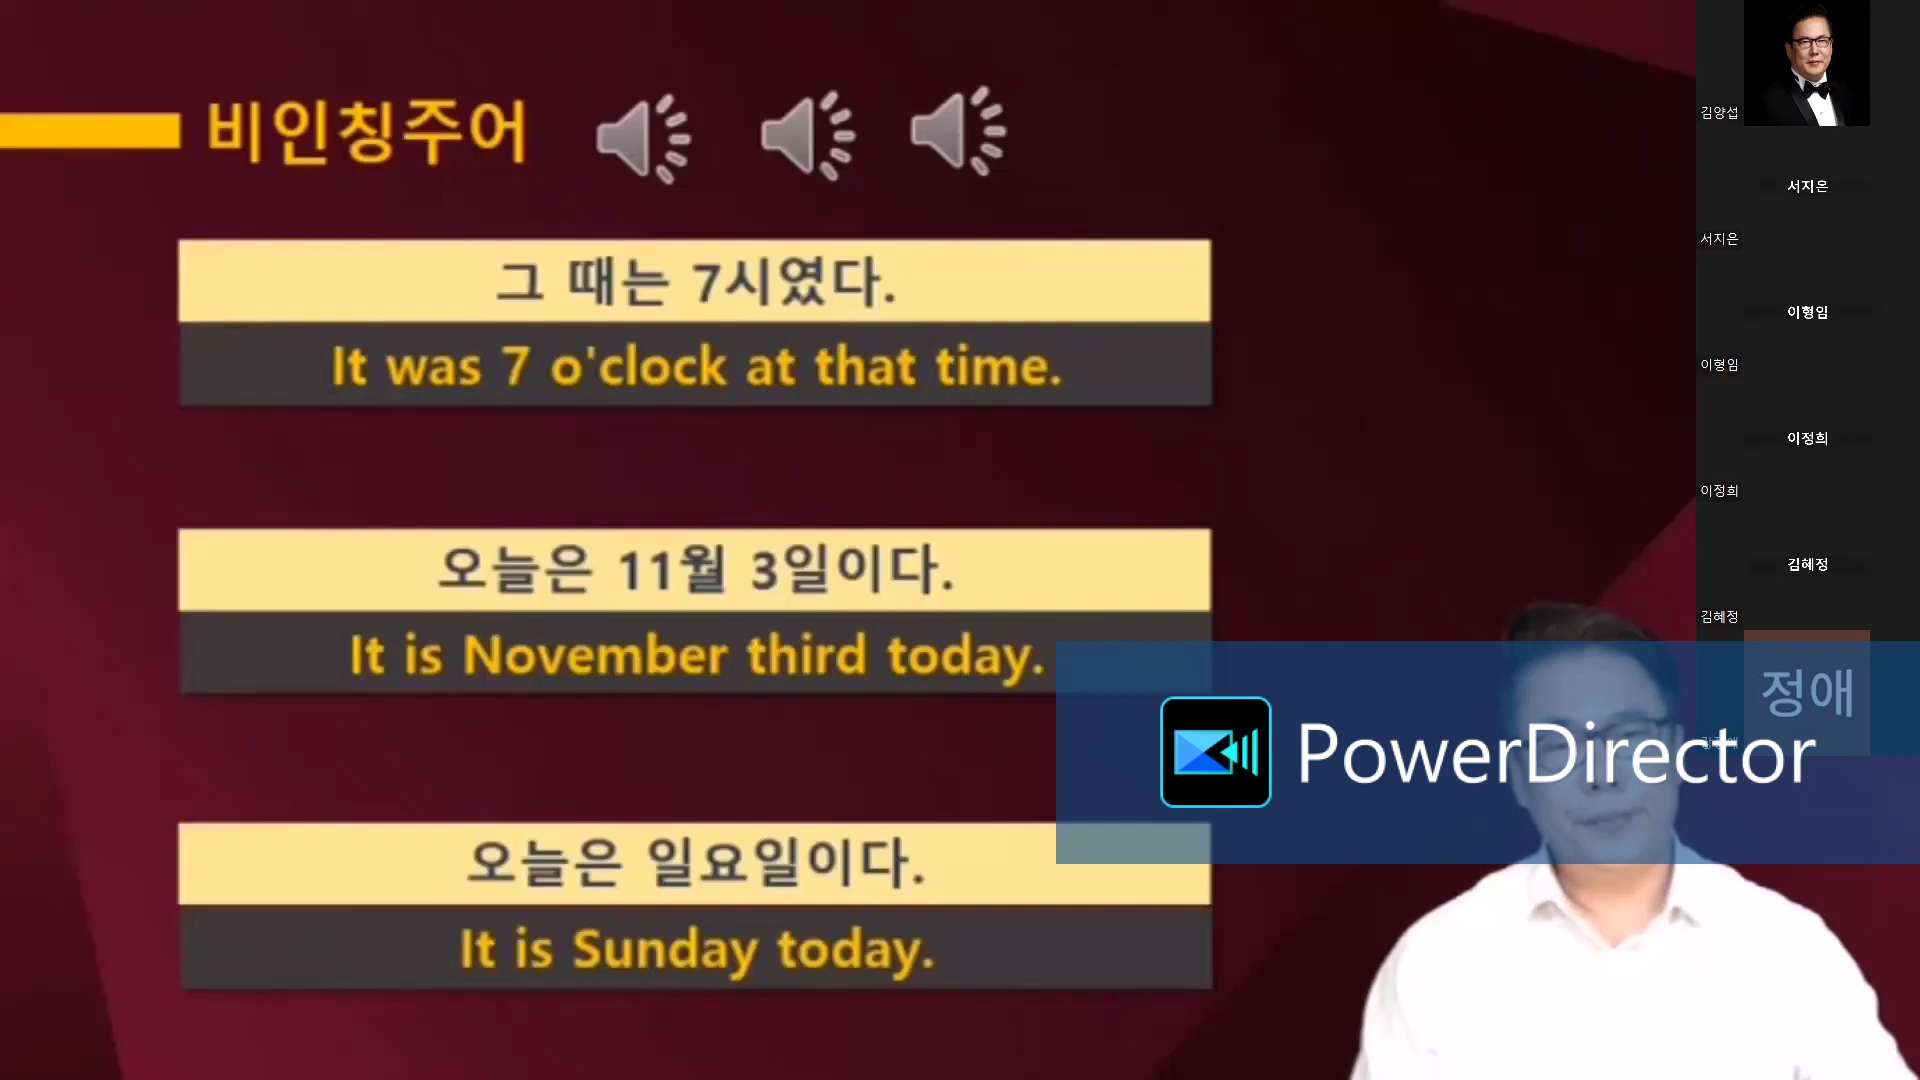 비인칭주어
그 때는 7시였다.
It was 7 o'clock at that time.
오늘은 11월 3일이다.
It is November third today.
오늘은 일요일이다.
It is Sunday today.
PowerDirector
김양섭
서지은
서지은
이형임
이형임
이정희
이정희
김혜정
김혜정
정애